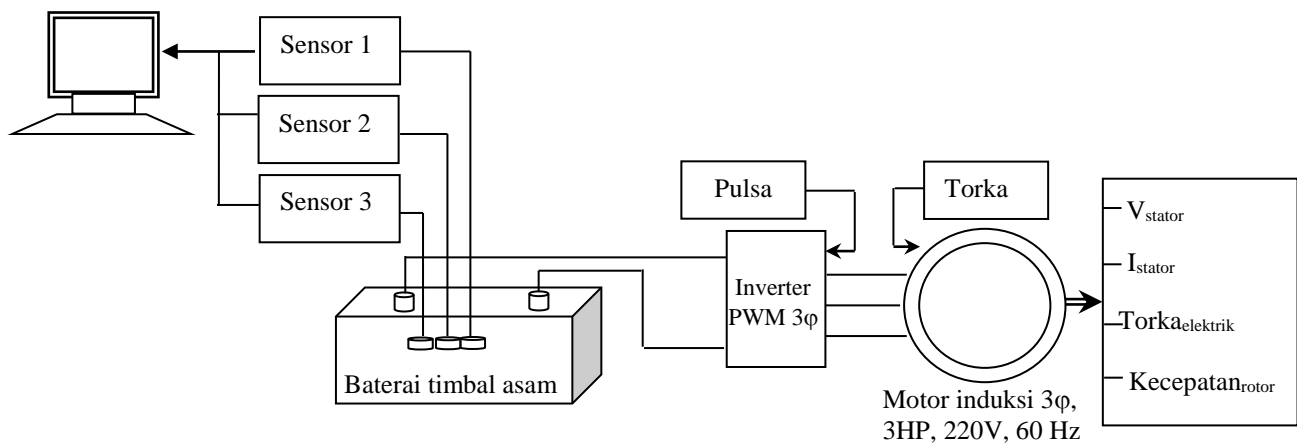 Sensor 1
Sensor 2
Sensor 3
Baterai timbal asam
Pulsa
Inverter
PWM 3φ
Torka
Motor induksi 3φ,
3HP, 220V, 60 Hz
Vstator
Istator
Torkaelektrik
Kecepatanrotor